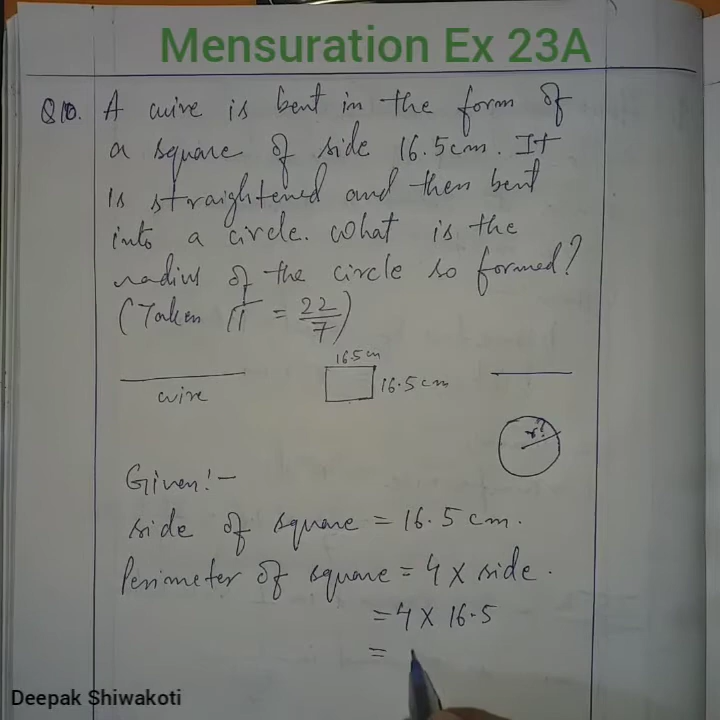 Mensuration Ex 23A
Q10. A wire is bent in the form of
a square of side 16.5cm. It
is straightened and then bent
into a circle. What is the
radius of the circle so formed?
(Taken π = 22/7)
16.5cm
16.5cm
wire
r?
Given:-
side of square = 16.5 cm.
Perimeter of square = 4 x side.
= 4 x 16.5
=
Deepak Shiwakoti